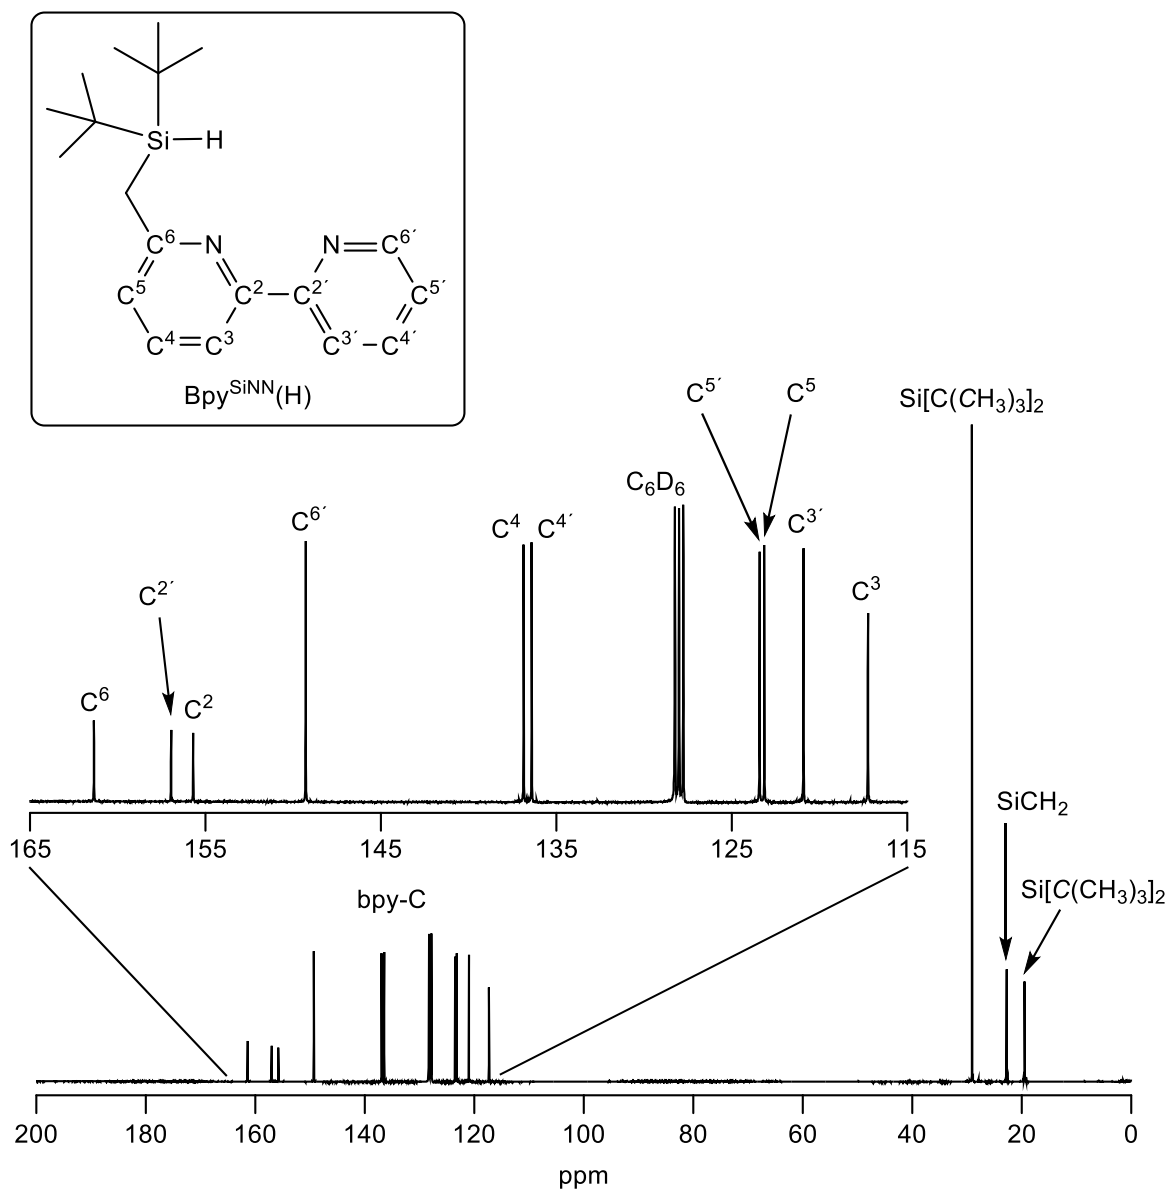 Si–H
C⁶ N N C⁶´
C⁵ C² C²´ C⁵´
C⁴ C³ C³´ C⁴´
Bpy^SiNN(H)
C⁵´ C⁵
Si[C(CH₃)₃]₂
C₆D₆
C⁶´ C⁴ C⁴´ C³´
C²´ C³
C⁶ C²
165 155 145 135 125 115
SiCH₂
bpy-C
Si[C(CH₃)₃]₂
200 180 160 140 120 100 80 60 40 20 0
ppm